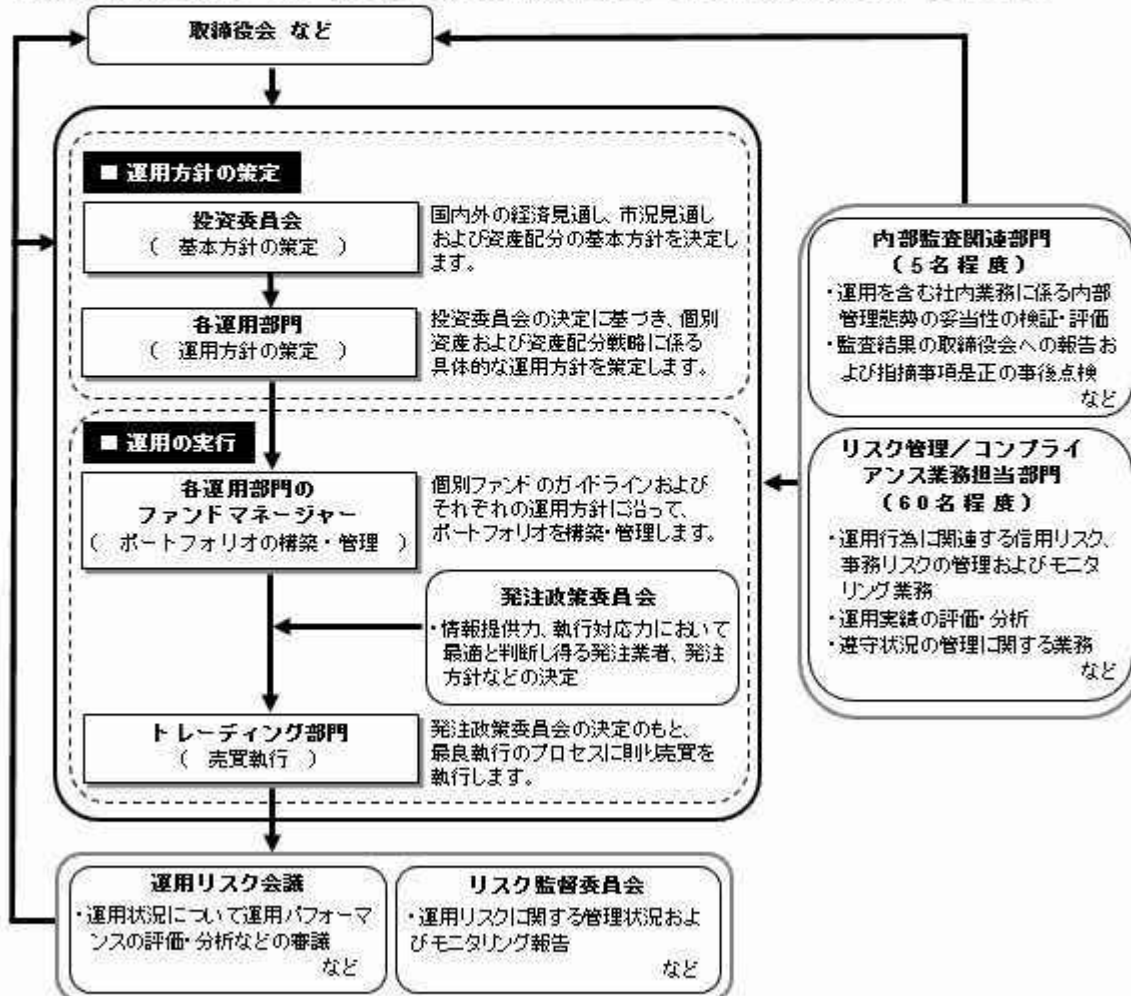 取締役会 など
■ 運用方針の策定
投資委員会
（ 基本方針の策定 ）
国内外の経済見通し、市況見通し
および資産配分の基本方針を決定し
ます。
各運用部門
（ 運用方針の策定 ）
投資委員会の決定に基づき、個別
資産および資産配分戦略に係る
具体的な運用方針を策定します。
■ 運用の実行
各運用部門の
ファンドマネージャー
（ ポートフォリオの構築・管理 ）
個別ファンドのガイドラインおよび
それぞれの運用方針に沿って、
ポートフォリオを構築・管理します。
発注政策委員会
・情報提供力、執行対応力において
最適と判断し得る発注業者、発注
方針などの決定
トレーディング部門
（ 売買執行 ）
発注政策委員会の決定のもと、
最良執行のプロセスに則り売買を
執行します。
内部監査関連部門
（５名程度）
・運用を含む社内業務に係る内部
管理態勢の妥当性の検証・評価
・監査結果の取締役会への報告お
よび指摘事項是正の事後点検
など
リスク管理／コンプライ
アンス業務担当部門
（６０名程度）
・運用行為に関連する信用リスク、
事務リスクの管理およびモニタ
リング業務
・運用実績の評価・分析
・遵守状況の管理に関する業務
など
運用リスク会議
・運用状況について運用パフォーマ
ンスの評価・分析などの審議
など
リスク監督委員会
・運用リスクに関する管理状況およ
びモニタリング報告
など